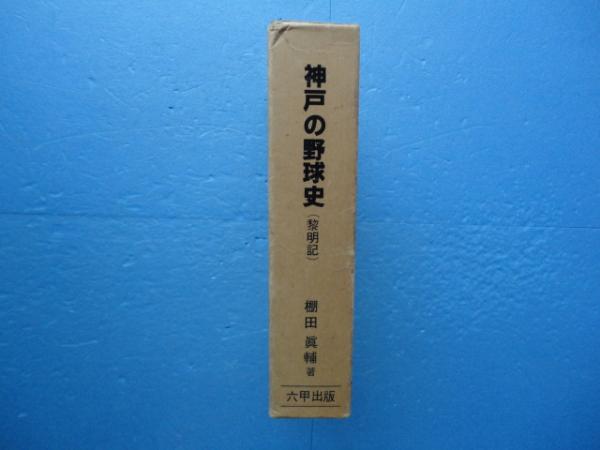 神戸の野球史
（黎明記）
棚田眞輔著
六甲出版